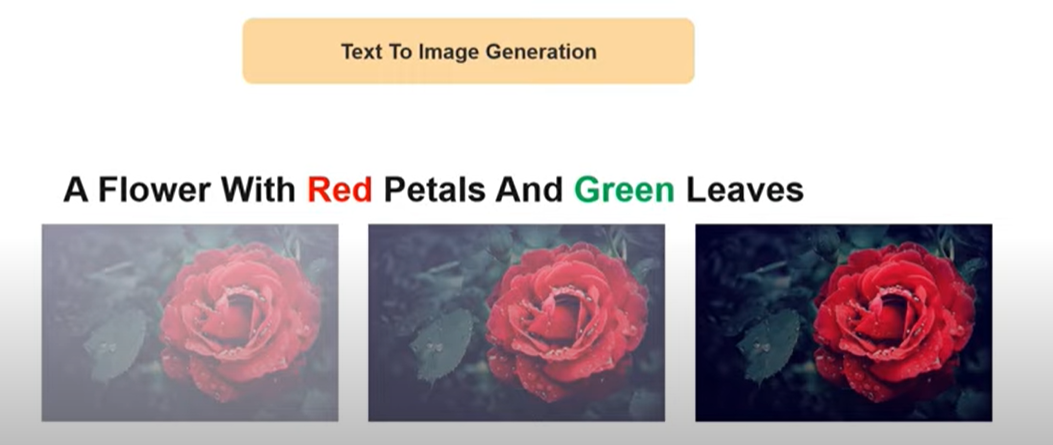 Text To Image Generation
A Flower With Red Petals And Green Leaves